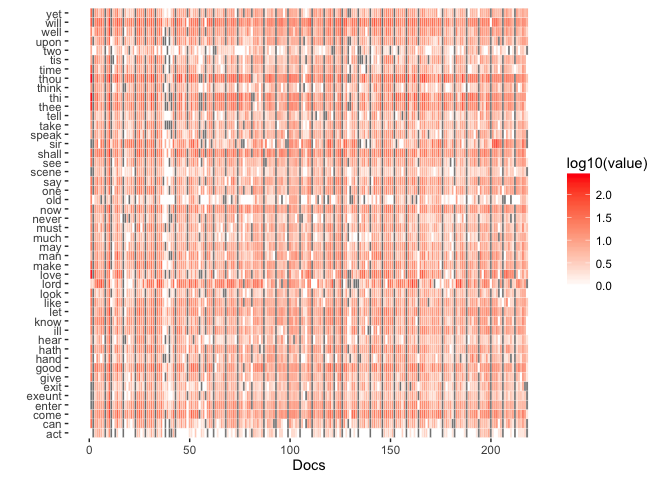 yet
will
well
upon
two
tis
time
thou
think
thi
thee
tell
take
speak
sir
shall
see
scene
say
one
old
now
never
must
much
may
man
make
love
lord
look
like
let
know
ill
hear
hath
hand
good
give
exit
exeunt
enter
come
can
act
0 50 100 150 200
Docs
log10(value)
2.0
1.5
1.0
0.5
0.0